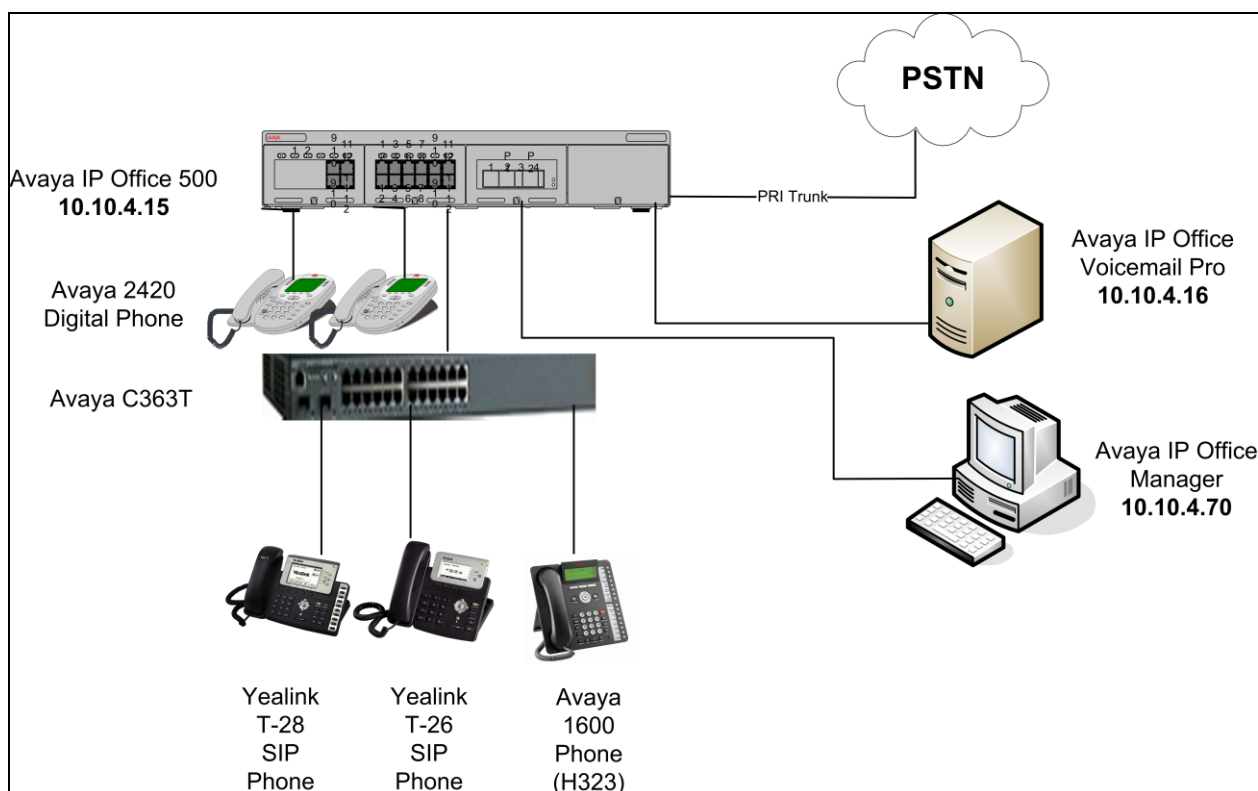 PSTN
Avaya IP Office 500
10.10.4.15
PRI Trunk
Avaya IP Office
Voicemail Pro
10.10.4.16
Avaya 2420
Digital Phone
Avaya C363T
Avaya IP Office
Manager
10.10.4.70
Yealink
T-28
SIP
Phone
Yealink
T-26
SIP
Phone
Avaya
1600
Phone
(H323)